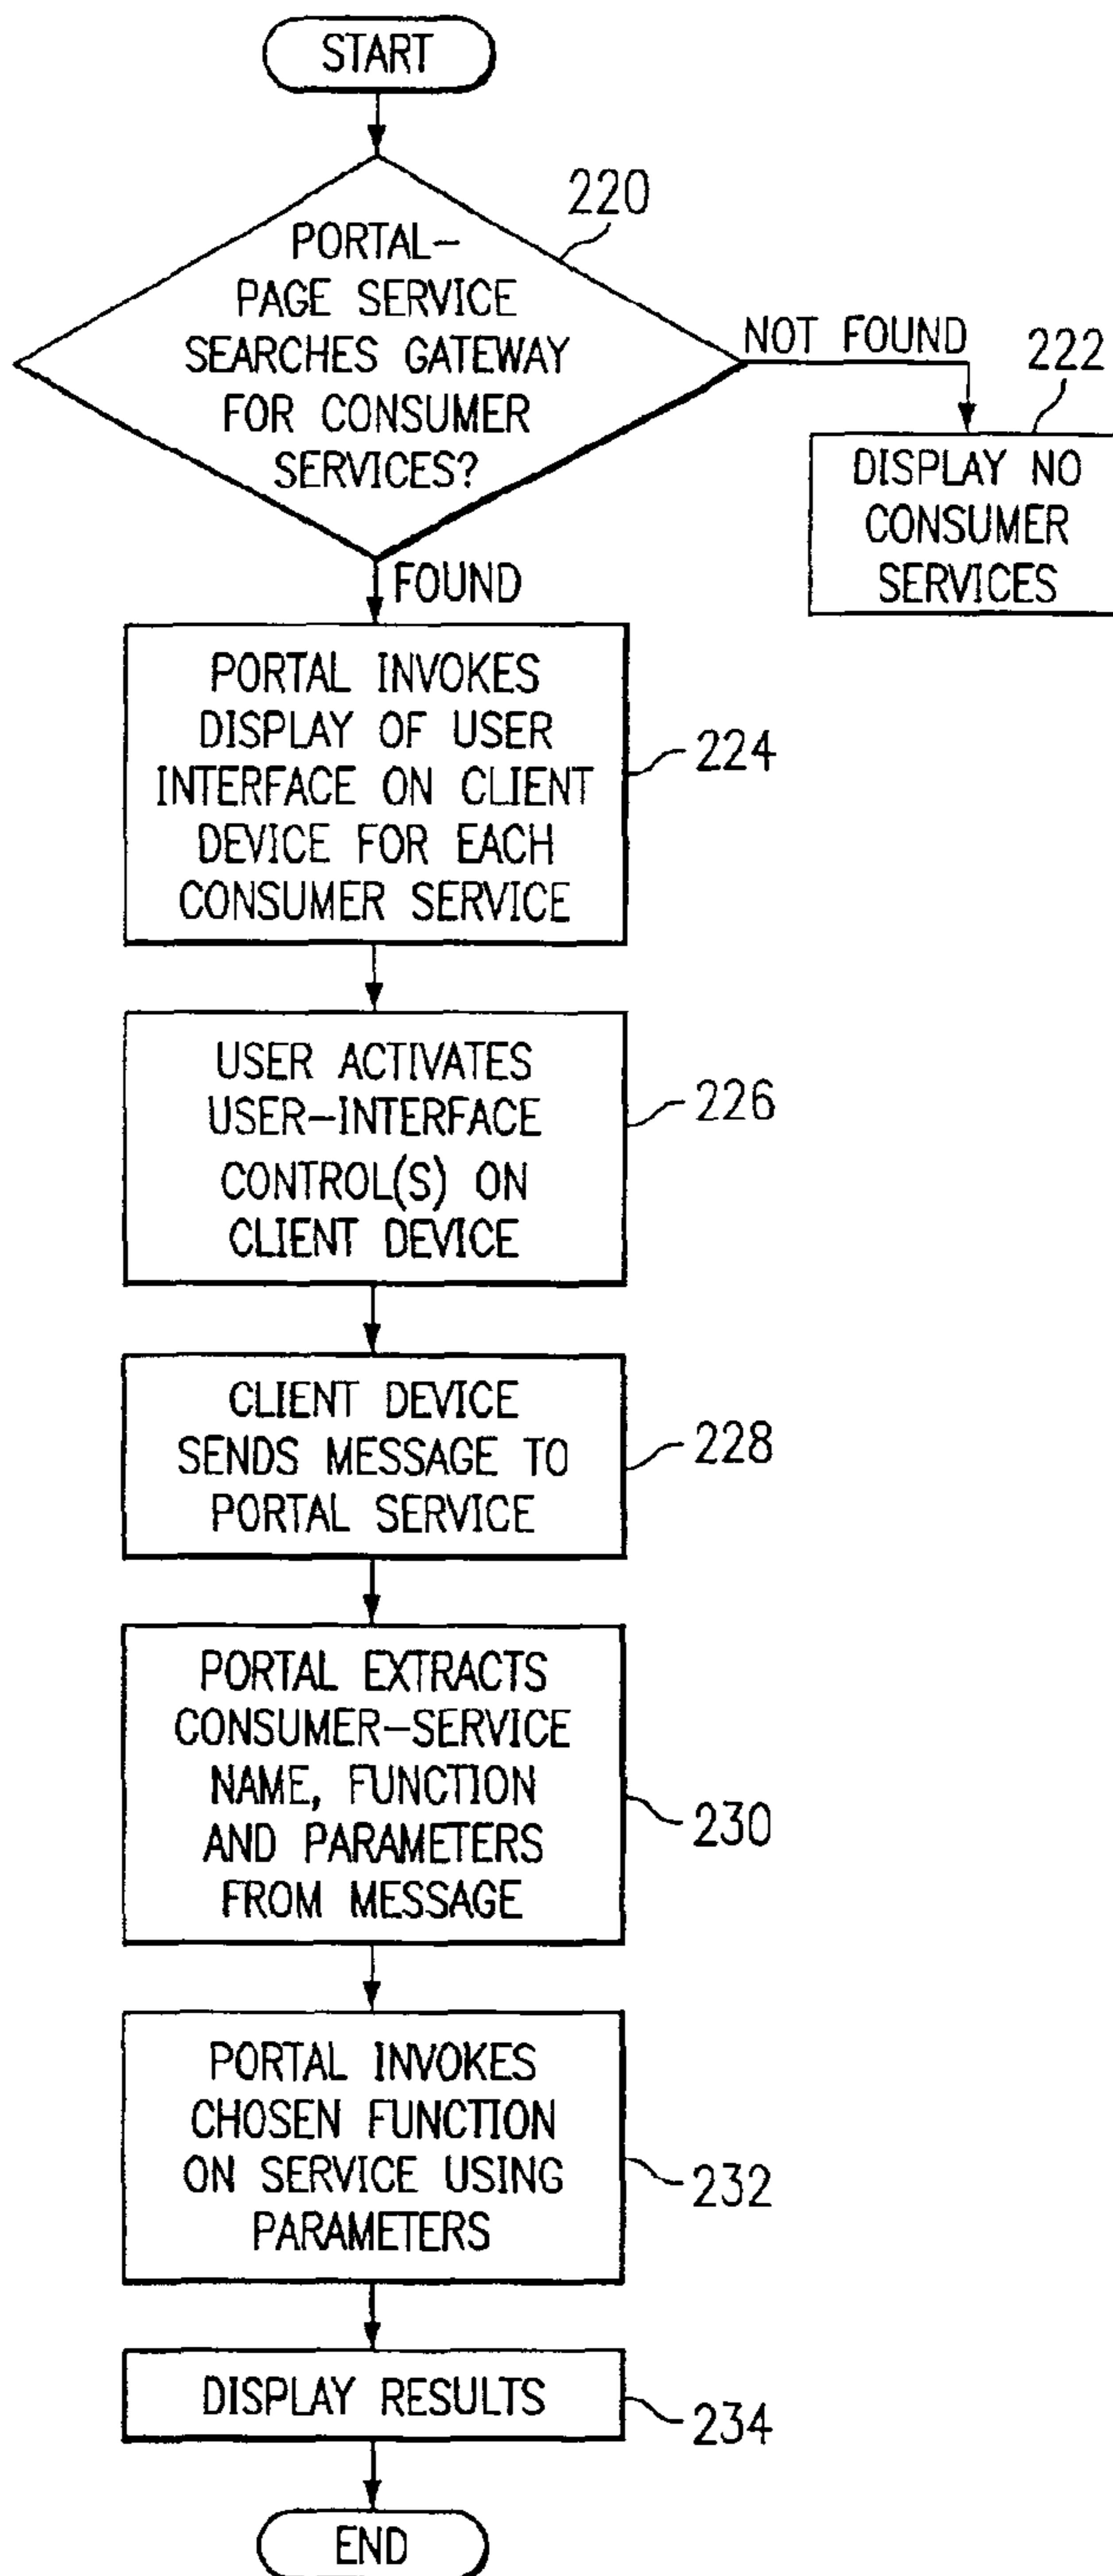 START
220
PORTAL-
PAGE SERVICE
SEARCHES GATEWAY
FOR CONSUMER
SERVICES?
NOT FOUND
222
DISPLAY NO
CONSUMER
SERVICES
FOUND
PORTAL INVOKES
DISPLAY OF USER
INTERFACE ON CLIENT
DEVICE FOR EACH
CONSUMER SERVICE
224
USER ACTIVATES
USER-INTERFACE
CONTROL(S) ON
CLIENT DEVICE
226
CLIENT DEVICE
SENDS MESSAGE TO
PORTAL SERVICE
228
PORTAL EXTRACTS
CONSUMER-SERVICE
NAME, FUNCTION
AND PARAMETERS
FROM MESSAGE
230
PORTAL INVOKES
CHOSEN FUNCTION
ON SERVICE USING
PARAMETERS
232
DISPLAY RESULTS
234
END